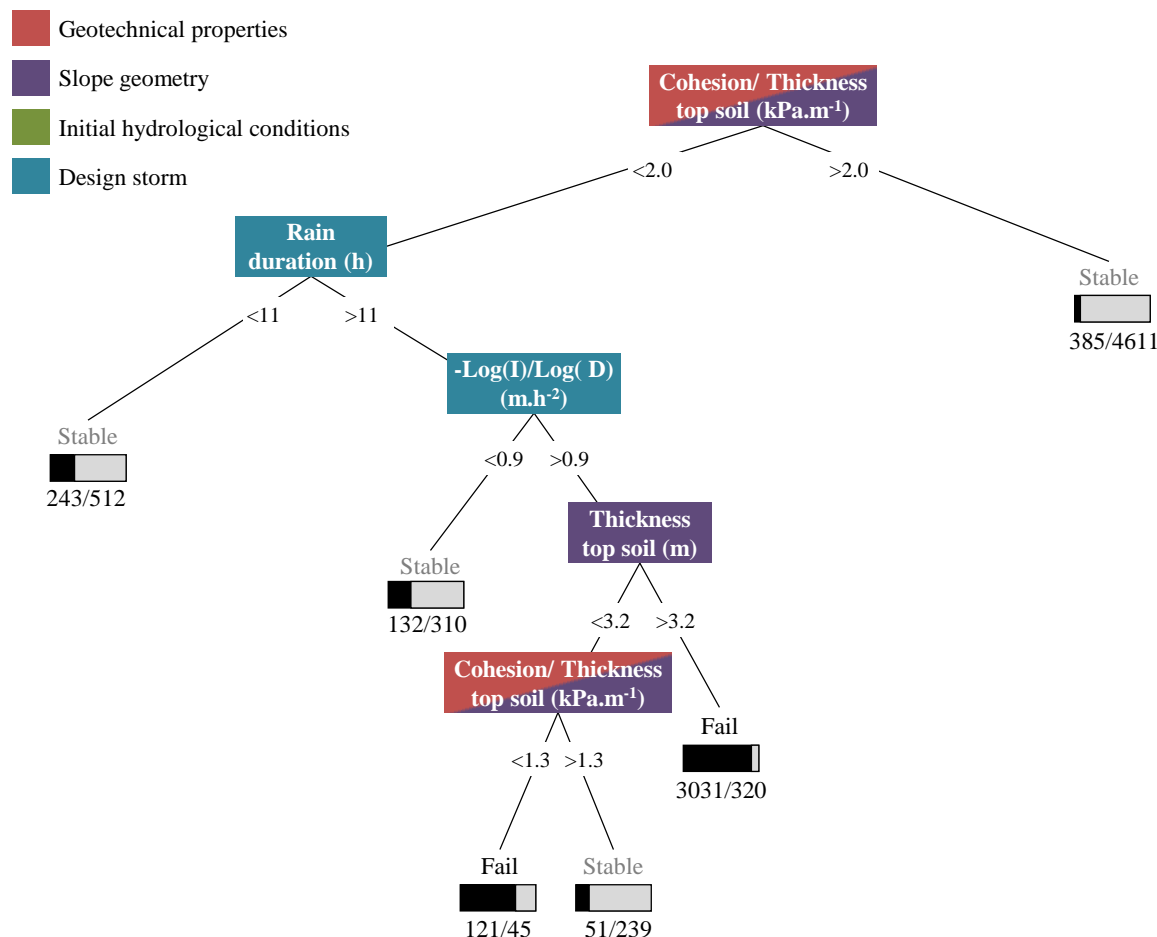 Geotechnical properties
Slope geometry
Initial hydrological conditions
Design storm
Cohesion/ Thickness
top soil (kPa.m⁻¹)
<2.0
>2.0
Rain
duration (h)
Stable
385/4611
<11
>11
-Log(I)/Log( D)
(m.h⁻²)
Stable
243/512
<0.9
>0.9
Thickness
top soil (m)
Stable
132/310
<3.2
>3.2
Cohesion/ Thickness
top soil (kPa.m⁻¹)
Fail
3031/320
<1.3
>1.3
Fail
121/45
Stable
51/239